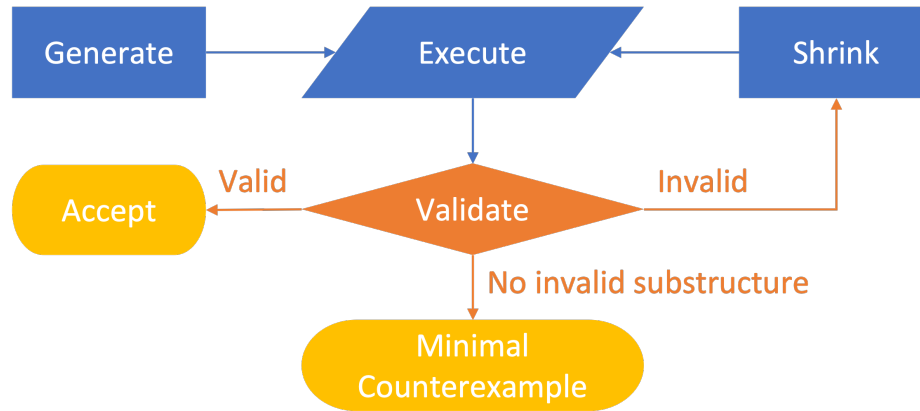 Generate
Execute
Shrink
Valid
Invalid
Accept
Validate
No invalid substructure
Minimal
Counterexample